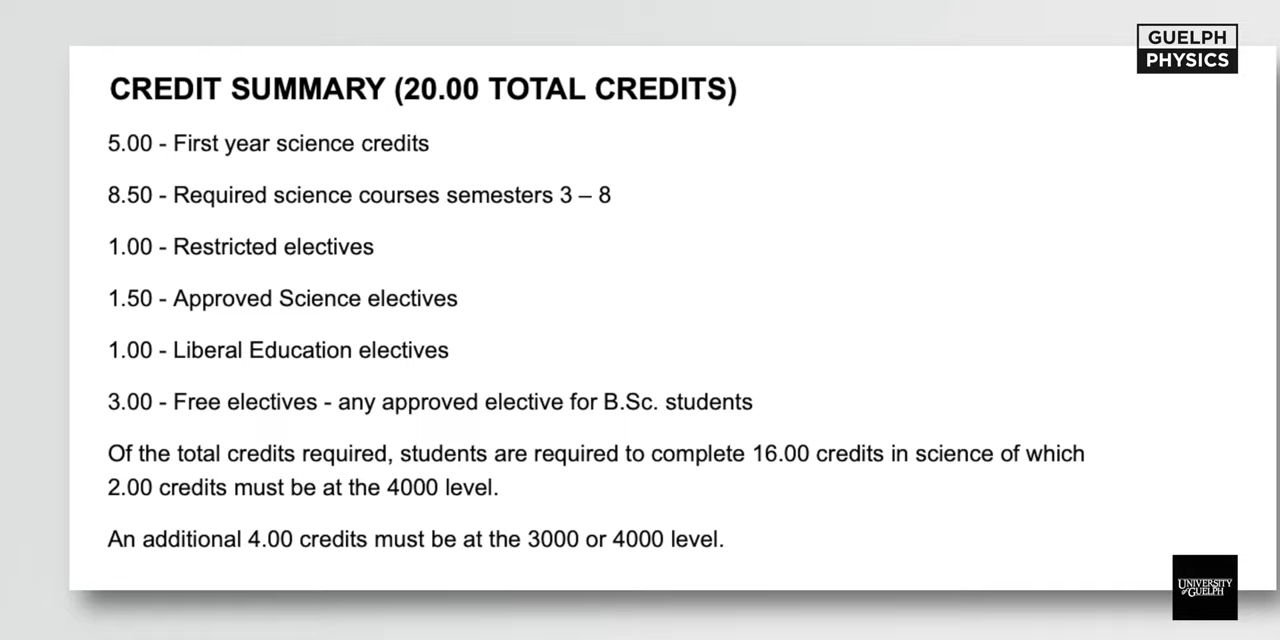 GUELPH
PHYSICS
CREDIT SUMMARY (20.00 TOTAL CREDITS)
5.00 - First year science credits
8.50 - Required science courses semesters 3 – 8
1.00 - Restricted electives
1.50 - Approved Science electives
1.00 - Liberal Education electives
3.00 - Free electives - any approved elective for B.Sc. students
Of the total credits required, students are required to complete 16.00 credits in science of which
2.00 credits must be at the 4000 level.
An additional 4.00 credits must be at the 3000 or 4000 level.
UNIVERSITY
OF GUELPH